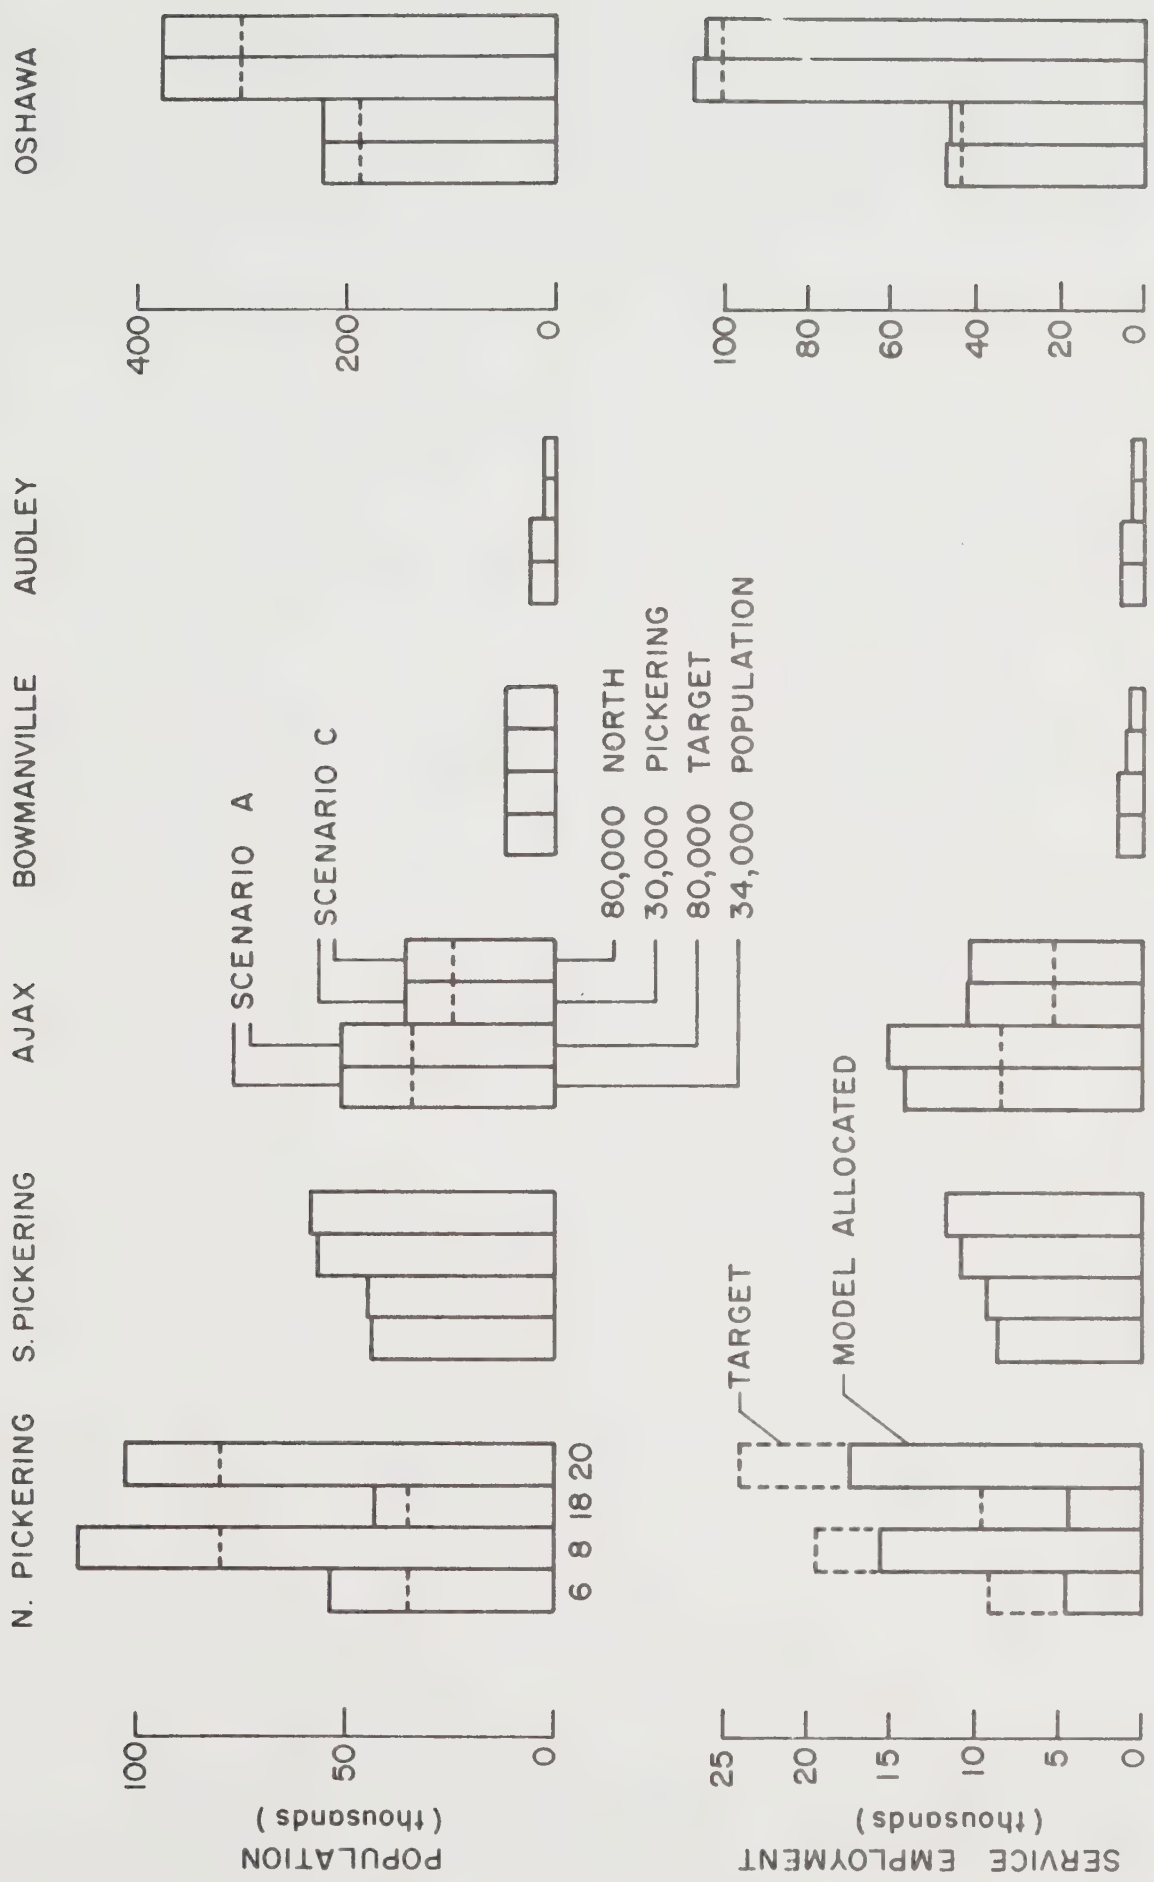 N. PICKERING
S. PICKERING
AJAX
BOWMANVILLE
AUDLEY
OSHAWA
POPULATION
(thousands)
100
50
0
6 8 18 20
SCENARIO A
SCENARIO C
80,000 NORTH
30,000 PICKERING
80,000 TARGET
34,000 POPULATION
400
200
0
SERVICE EMPLOYMENT
(thousands)
25
20
15
10
5
0
TARGET
MODEL ALLOCATED
100
80
60
40
20
0